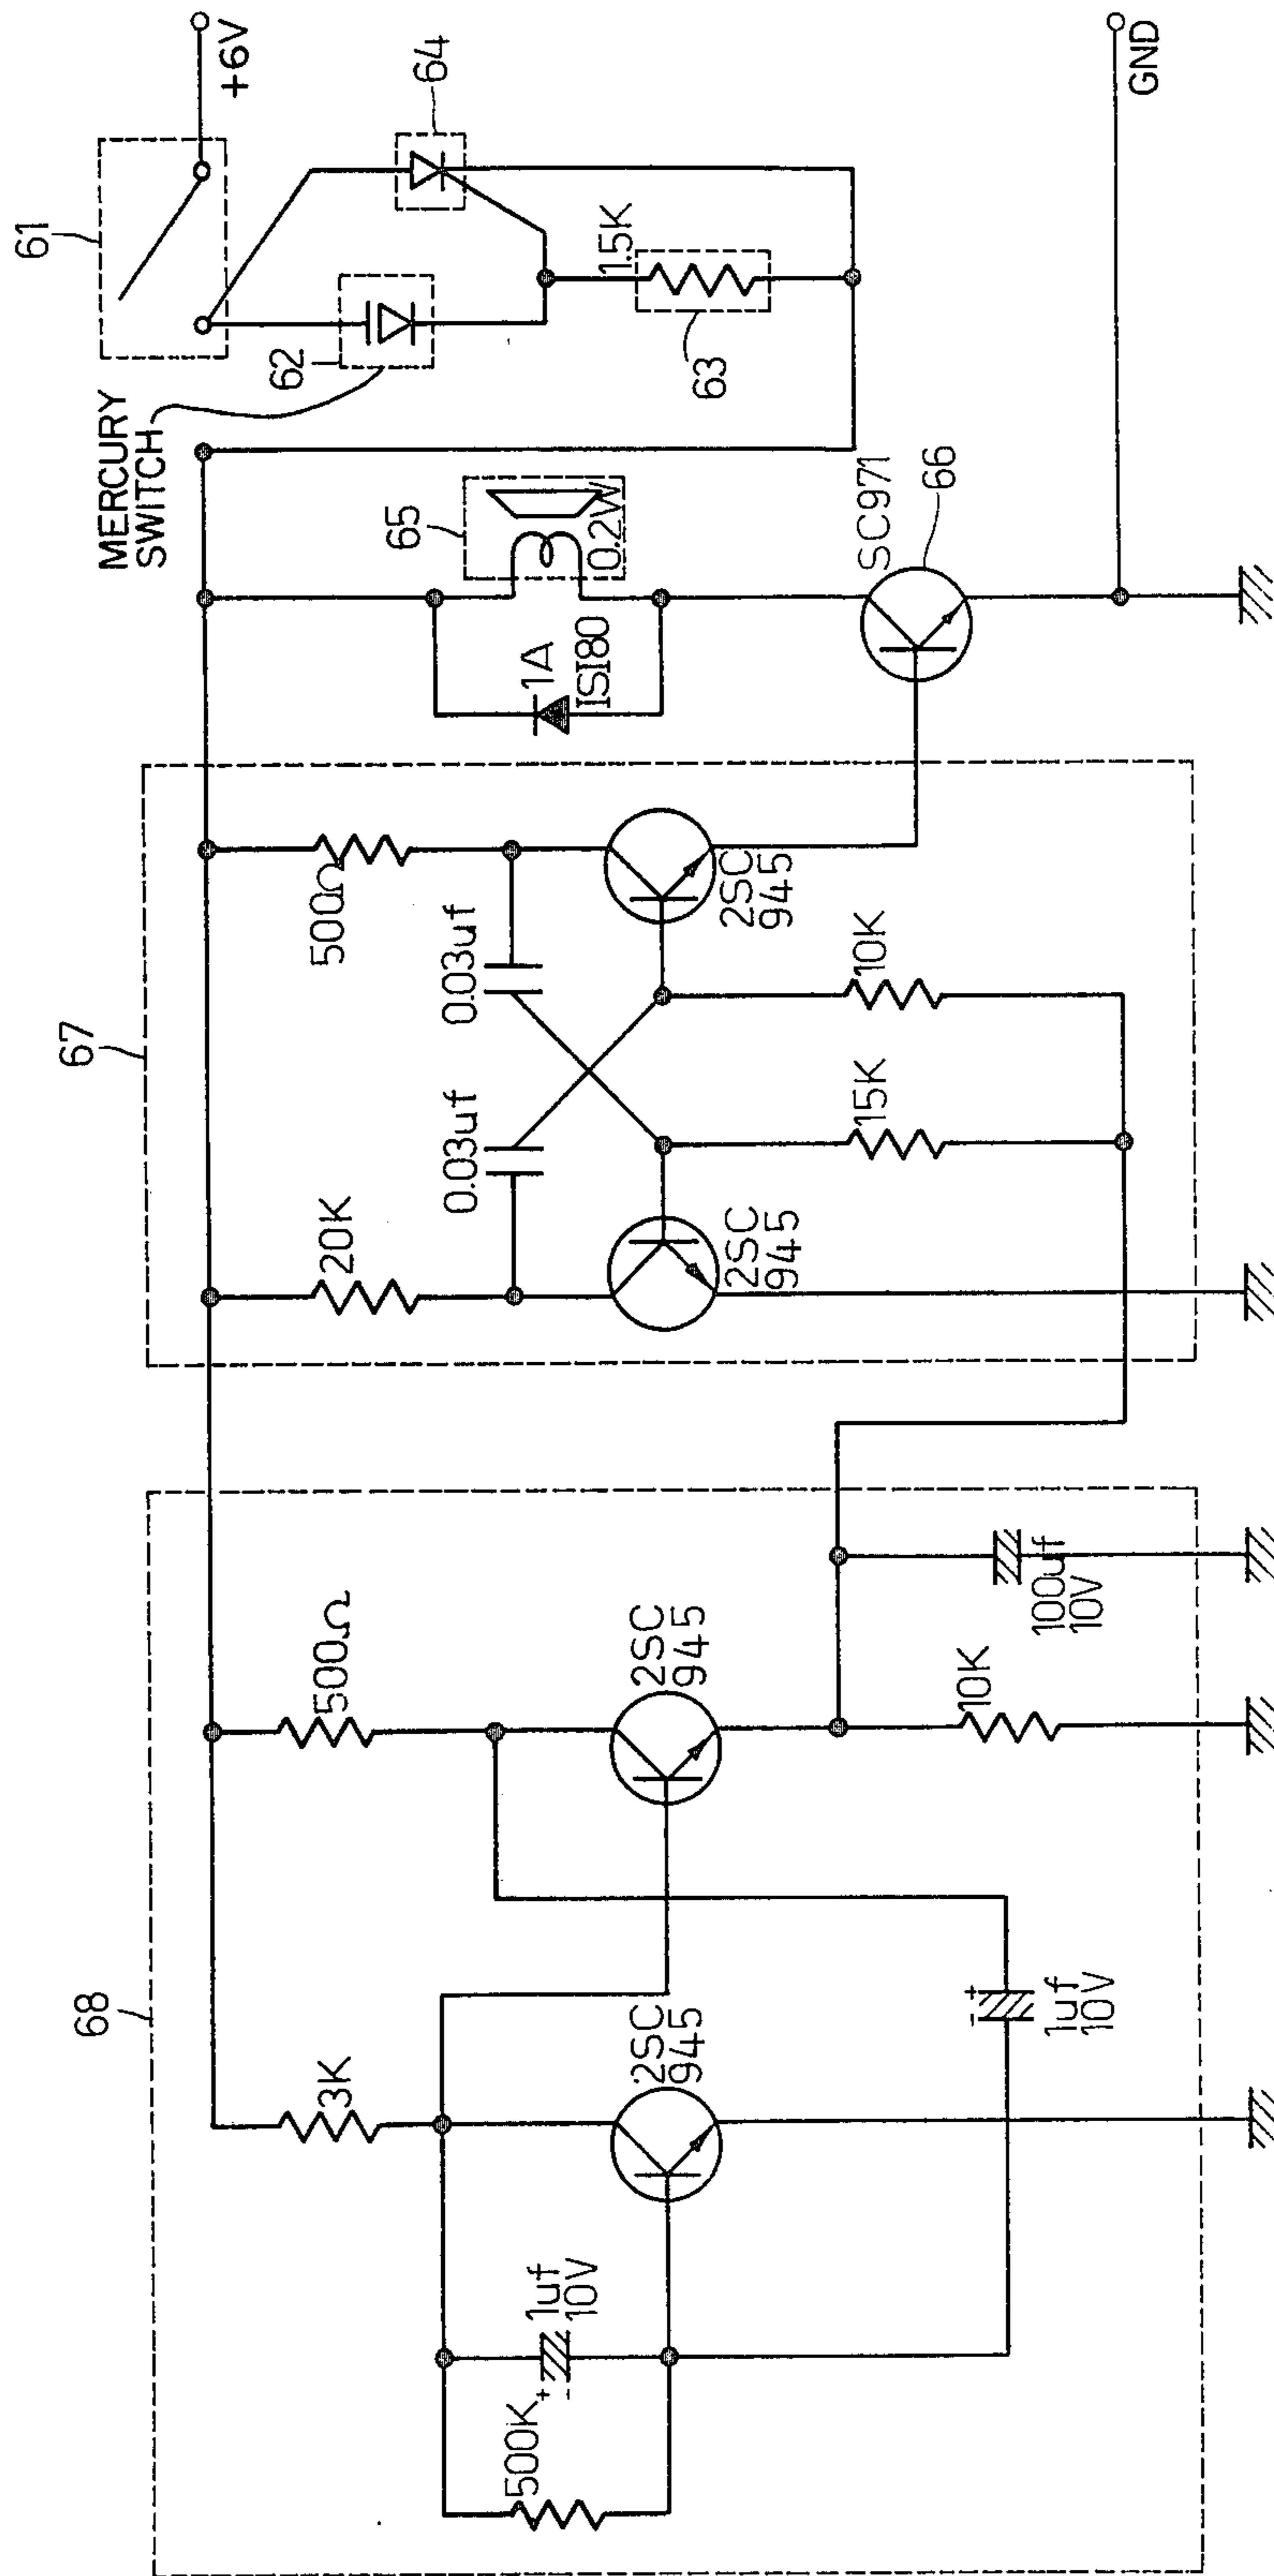 61
+6V
64
MERCURY
SWITCH
62
1.5K
63
65
0.2W
1A
ISI80
SC971
66
GND
67
500Ω
0.03uf
0.03uf
20K
2SC
945
2SC
945
10K
15K
68
500Ω
3K
2SC
945
2SC
945
100uf
10V
10K
1uf
10V
- +
1uf
10V
+
-
500K